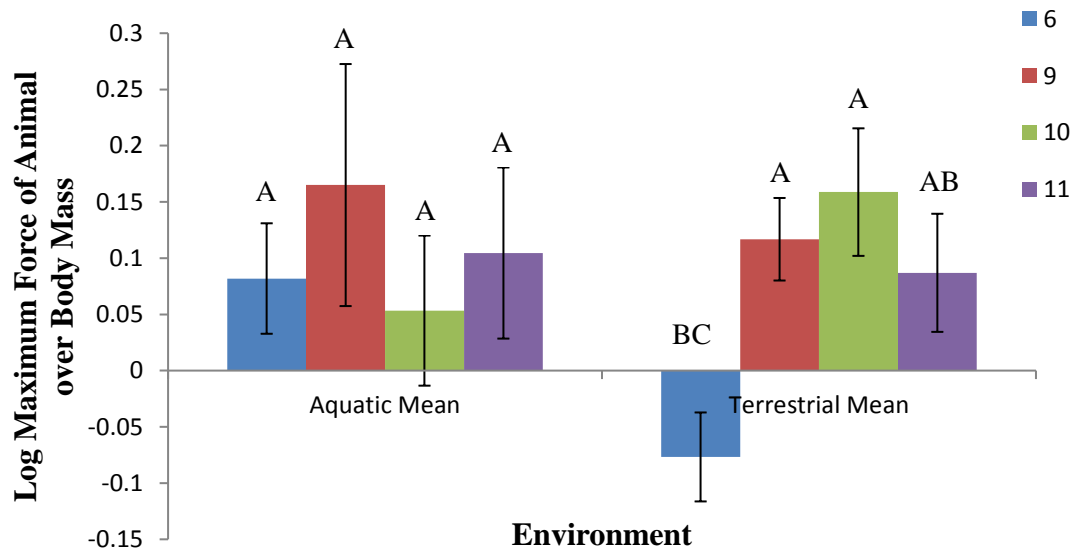 Log Maximum Force of Animal
over Body Mass
0.3
0.25
0.2
0.15
0.1
0.05
0
-0.05
-0.1
-0.15
A
A
A
A
BC
A
A
AB
Aquatic Mean
Terrestrial Mean
Environment
6
9
10
11